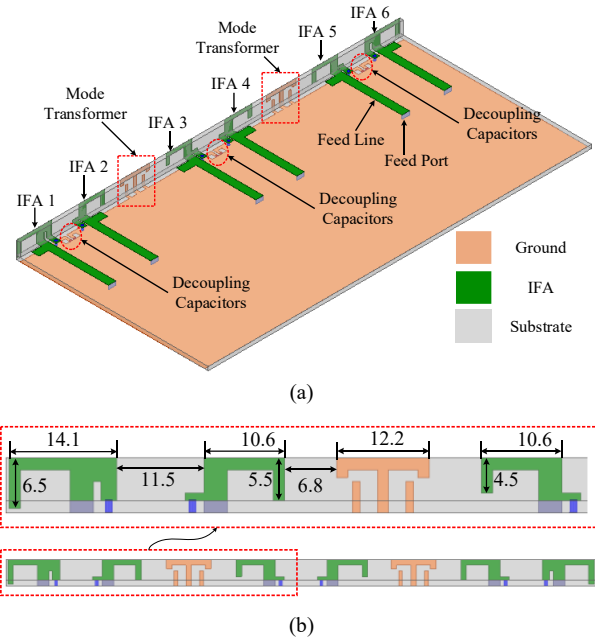 IFA 6
IFA 5
Mode
Transformer
IFA 4
Mode
Transformer
IFA 3
IFA 2
IFA 1
Decoupling
Capacitors
Feed Line
Feed Port
Decoupling
Capacitors
Decoupling
Capacitors
Ground
IFA
Substrate
(a)
14.1
10.6
12.2
10.6
11.5
6.5
5.5
6.8
4.5
(b)